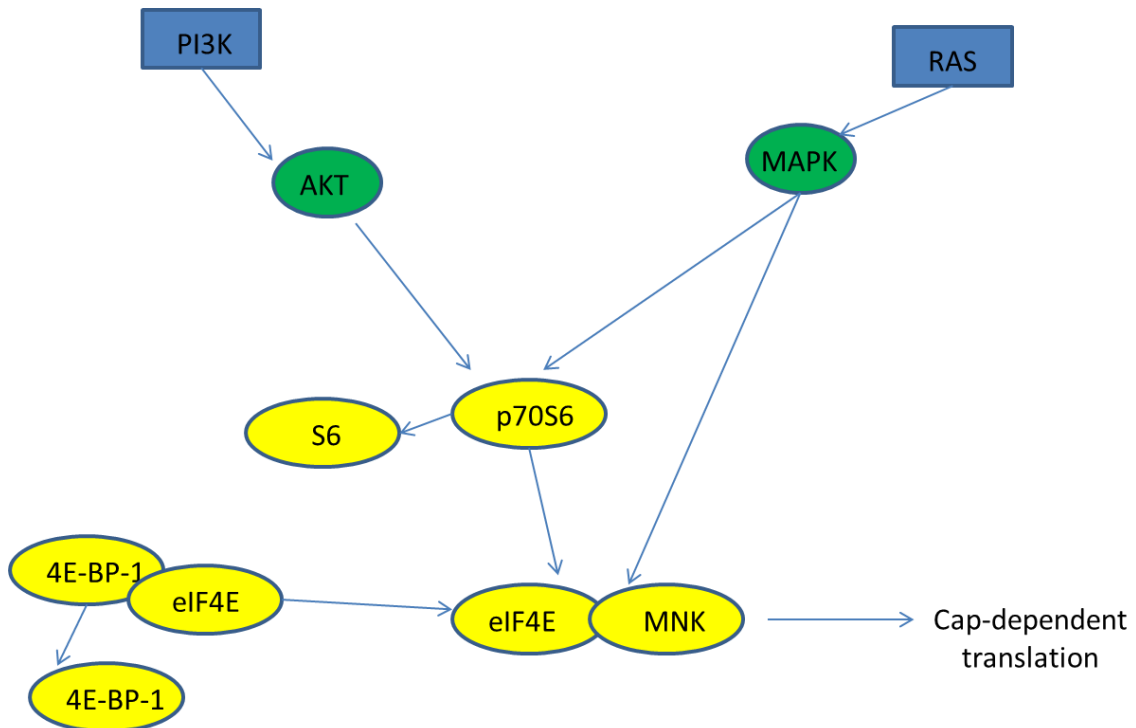 PI3K
RAS
MAPK
AKT
p70S6
S6
4E-BP-1
eIF4E
eIF4E
MNK
Cap-dependent
translation
4E-BP-1